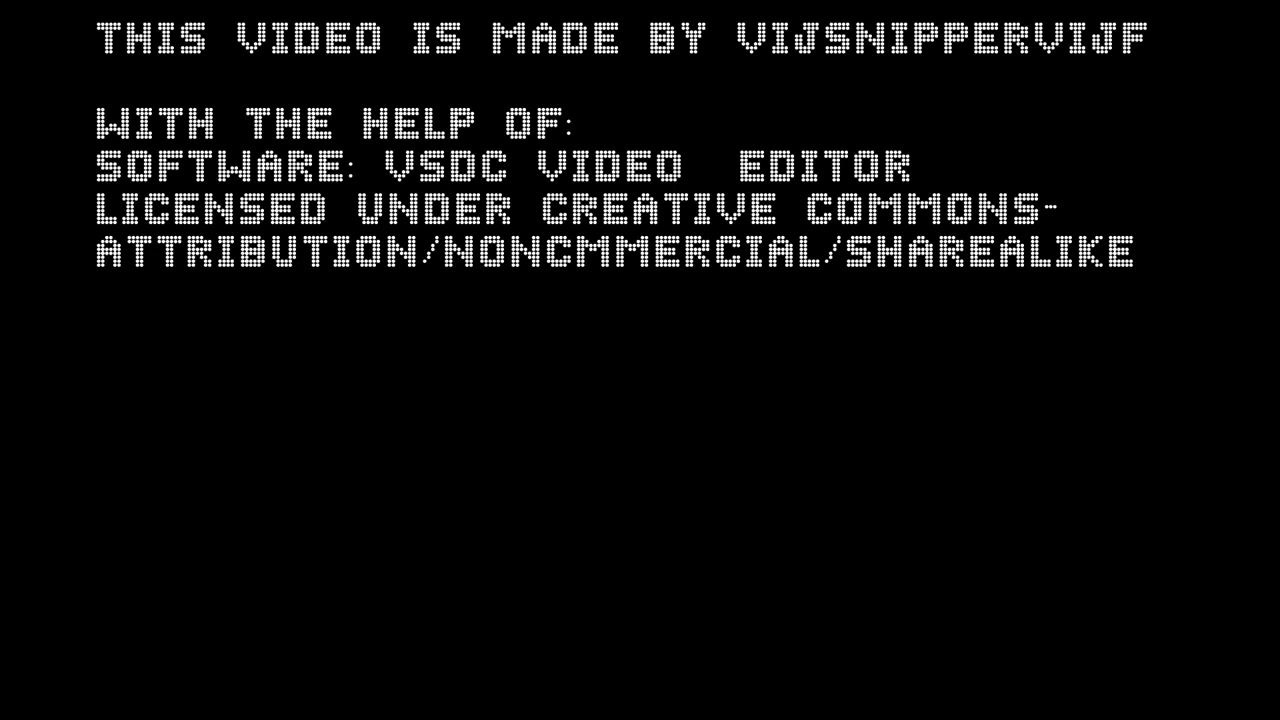 THIS VIDEO IS MADE BY VIJSNIPPERVIJF
WITH THE HELP OF:
SOFTWARE: VSDC VIDEO  EDITOR
LICENSED UNDER CREATIVE COMMONS-
ATTRIBUTION/NONCMMERCIAL/SHAREALIKE